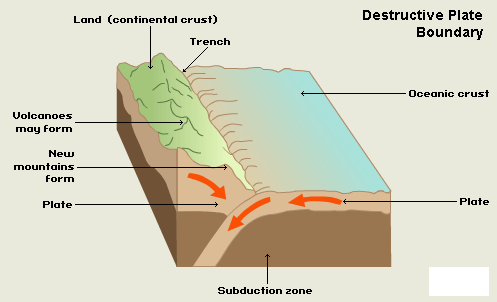 Destructive Plate
Boundary
Land (continental crust)
Trench
Oceanic crust
Volcanoes
may form
New
mountains
form
Plate
Plate
Subduction zone